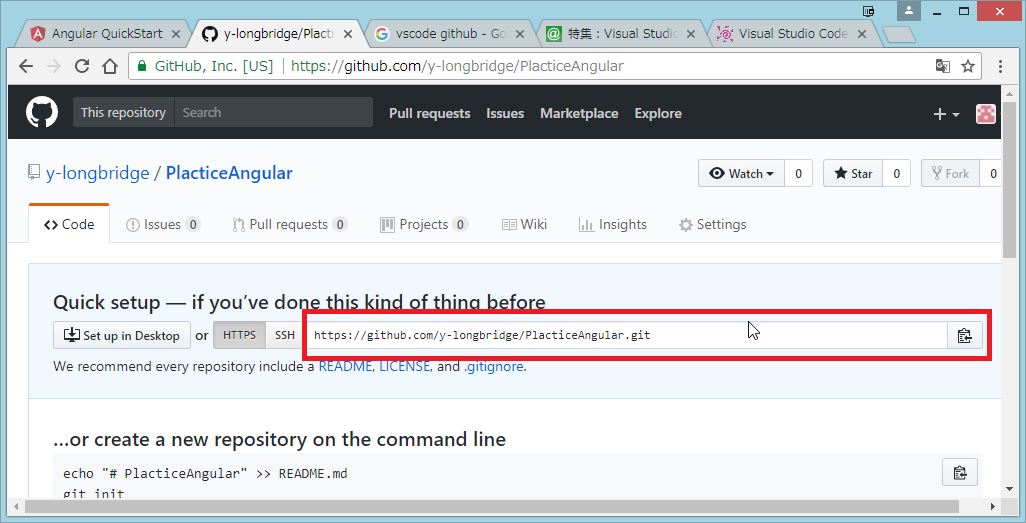 Angular QuickStart
y-longbridge/Placti
vscode github - Go
特集：Visual Studio
Visual Studio Code
GitHub, Inc. [US]
https://github.com/y-longbridge/PlacticeAngular
This repository
Search
Pull requests
Issues
Marketplace
Explore
y-longbridge / PlacticeAngular
Watch 0
Star 0
Fork 0
Code
Issues 0
Pull requests 0
Projects 0
Wiki
Insights
Settings
Quick setup — if you’ve done this kind of thing before
Set up in Desktop or HTTPS SSH https://github.com/y-longbridge/PlacticeAngular.git
We recommend every repository include a README, LICENSE, and .gitignore.
…or create a new repository on the command line
echo "# PlacticeAngular" >> README.md
git init